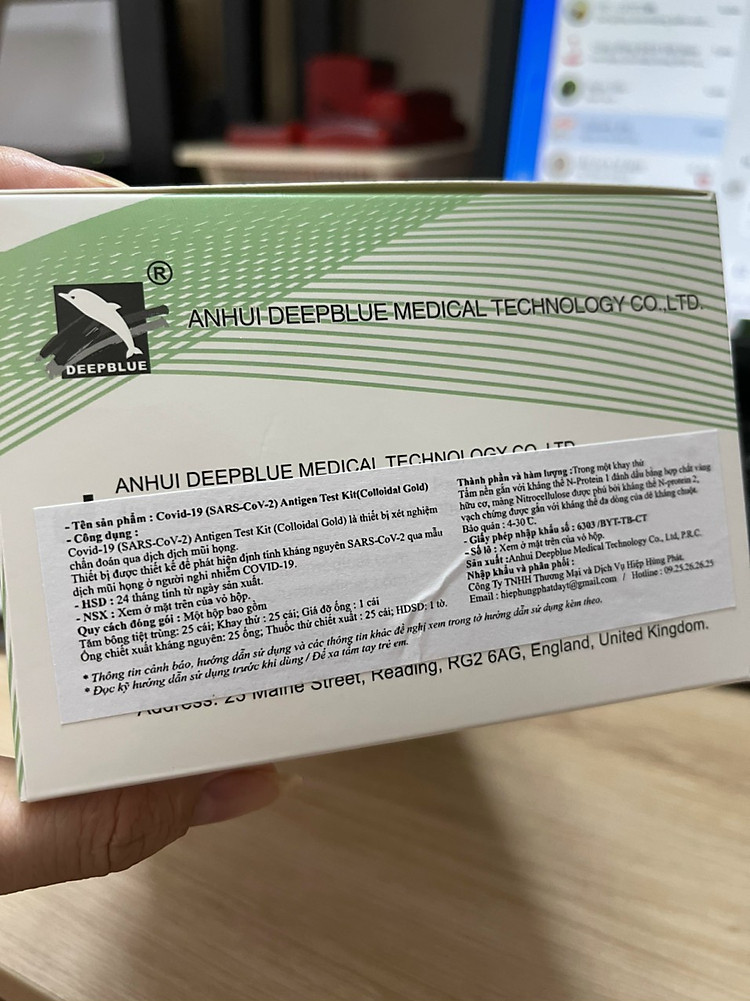 ®
DEEPBLUE
ANHUI DEEPBLUE MEDICAL TECHNOLOGY CO.,LTD.
ANHUI DEEPBLUE MEDICAL TECHNOLOGY CO.,LTD
- Tên sản phẩm : Covid-19 (SARS-CoV-2) Antigen Test Kit(Colloidal Gold)
- Công dụng :
Covid-19 (SARS-CoV-2) Antigen Test Kit (Colloidal Gold) là thiết bị xét nghiệm
chẩn đoán qua dịch dịch mũi họng.
Thiết bị được thiết kế để phát hiện định tính kháng nguyên SARS-CoV-2 qua mẫu
dịch mũi họng ở người nghi nhiễm COVID-19.
- HSD : 24 tháng tính từ ngày sản xuất.
- NSX : Xem ở mặt trên của vỏ hộp.
Quy cách đóng gói : Một hộp bao gồm
Tăm bông tiệt trùng: 25 cái; Khay thử : 25 cái; Giá đỡ ống : 1 cái
Ống chiết xuất kháng nguyên: 25 ống; Thuốc thử chiết xuất : 25 cái; HDSD; 1 tờ.
* Thông tin cảnh báo, hướng dẫn sử dụng và các thông tin khác đề nghị xem trong tờ hướng dẫn sử dụng kèm theo.
* Đọc kỹ hướng dẫn sử dụng trước khi dùng / Để xa tầm tay trẻ em.
Thành phần và hàm lượng :Trong một khay thử
Tấm nền gắn với kháng thể N-Protein 1 đánh dấu bằng hợp chất vàng
hữu cơ, màng Nitrocellulose được phủ bởi kháng thể N-protein 2,
vạch chứng được gắn với kháng thể đa dòng của dê kháng chuột.
Bảo quản : 4-30 C.
- Giấy phép nhập khẩu số : 6303 /BYT-TB-CT
- Số lô : Xem ở mặt trên của vỏ hộp.
Sản xuất :Anhui Deepblue Medical Technology Co., Ltd, P.R.C.
Nhập khẩu và phân phối :
Công Ty TNHH Thương Mại và Dịch Vụ Hiệp Hùng Phát.
Email : hiephungphatdayt@gmail.com / Hotline : 09.25.26.26.25
Address: 25 Maine Street, Reading, RG2 6AG, England, United Kingdom.